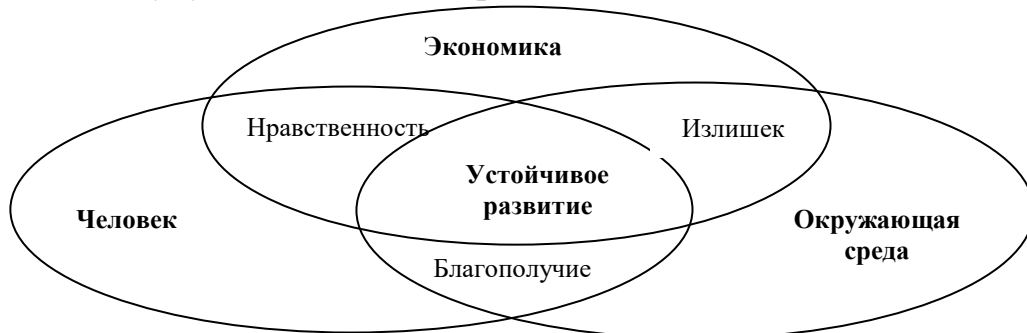 Экономика
Нравственность
Излишек
Устойчивое
развитие
Человек
Окружающая
среда
Благополучие